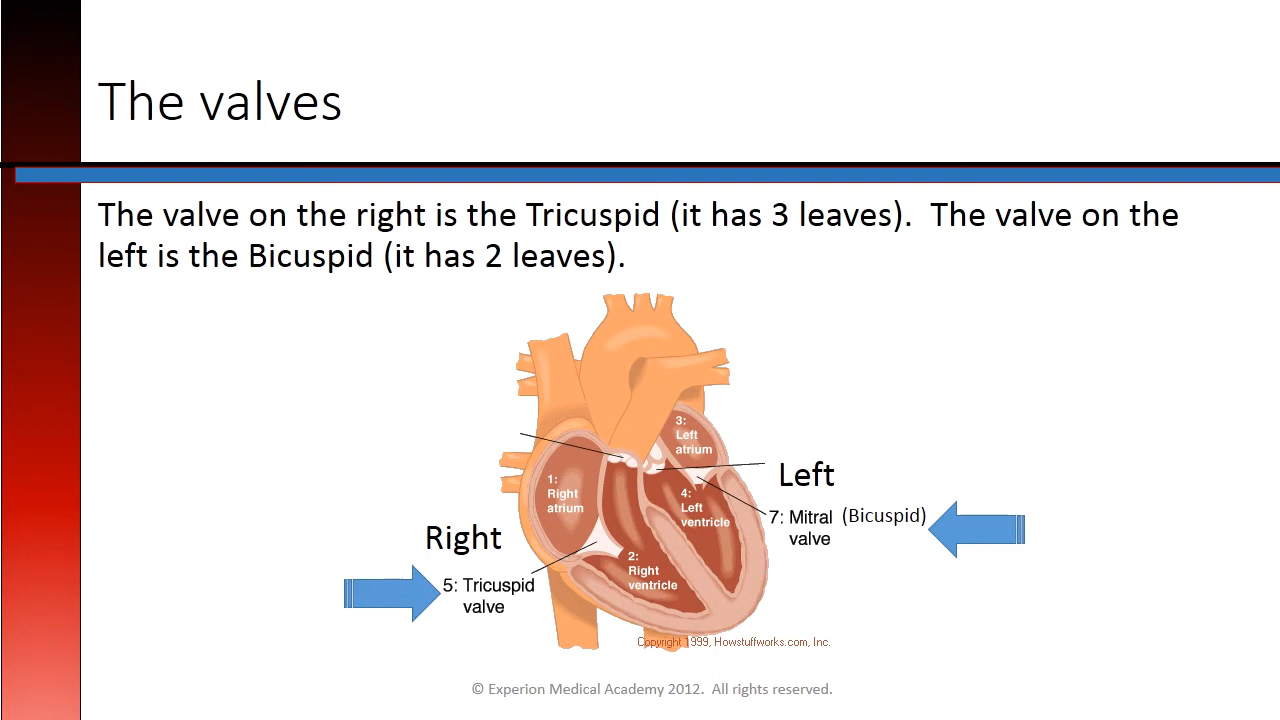 The valves
The valve on the right is the Tricuspid (it has 3 leaves).  The valve on the
left is the Bicuspid (it has 2 leaves).
3:
Left
atrium
1:
Right
atrium
4:
Left
ventricle
Left
7: Mitral (Bicuspid)
valve
Right
2:
Right
ventricle
5: Tricuspid
valve
Copyright 1999, Howstuffworks.com, Inc.
© Experion Medical Academy 2012.  All rights reserved.